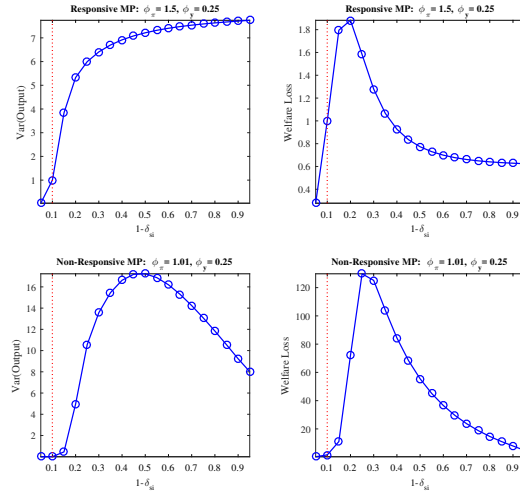 Responsive MP: ϕπ = 1.5, ϕy = 0.25
Var(Output)
7
6
5
4
3
2
1
0.1 0.2 0.3 0.4 0.5 0.6 0.7 0.8 0.9
1-δsi
Responsive MP: ϕπ = 1.5, ϕy = 0.25
Welfare Loss
1.8
1.6
1.4
1.2
1
0.8
0.6
0.4
0.1 0.2 0.3 0.4 0.5 0.6 0.7 0.8 0.9
1-δsi
Non-Responsive MP: ϕπ = 1.01, ϕy = 0.25
Var(Output)
16
14
12
10
8
6
4
2
0.1 0.2 0.3 0.4 0.5 0.6 0.7 0.8 0.9
1-δsi
Non-Responsive MP: ϕπ = 1.01, ϕy = 0.25
Welfare Loss
120
100
80
60
40
20
0.1 0.2 0.3 0.4 0.5 0.6 0.7 0.8 0.9
1-δsi